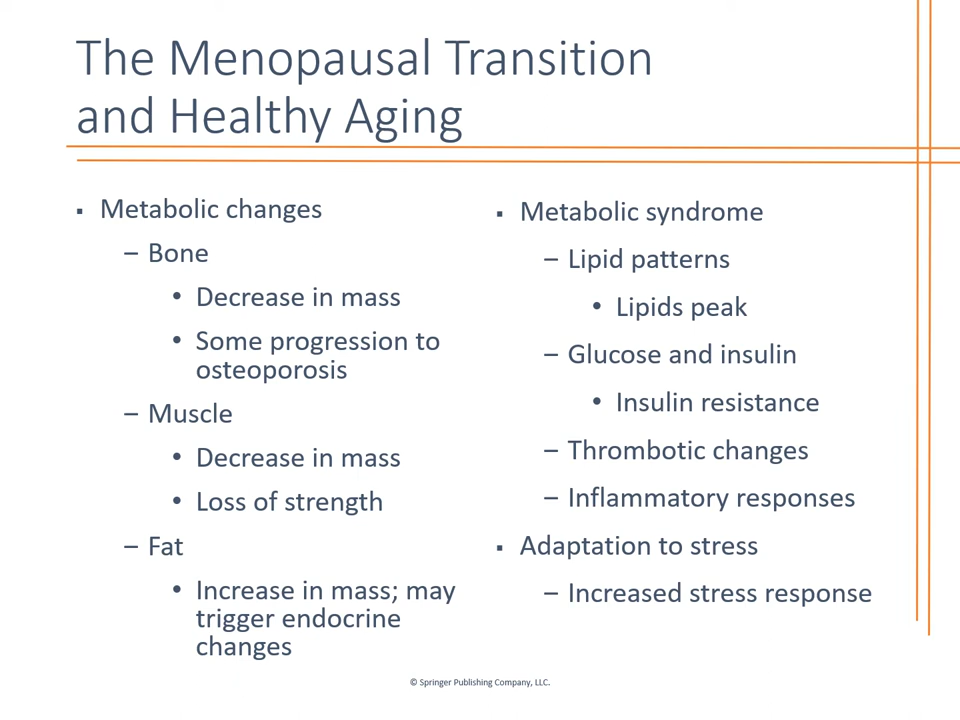 The Menopausal Transition
and Healthy Aging
▪ Metabolic changes
– Bone
• Decrease in mass
• Some progression to
osteoporosis
– Muscle
• Decrease in mass
• Loss of strength
– Fat
• Increase in mass; may
trigger endocrine
changes
▪ Metabolic syndrome
– Lipid patterns
• Lipids peak
– Glucose and insulin
• Insulin resistance
– Thrombotic changes
– Inflammatory responses
▪ Adaptation to stress
– Increased stress response
© Springer Publishing Company, LLC.